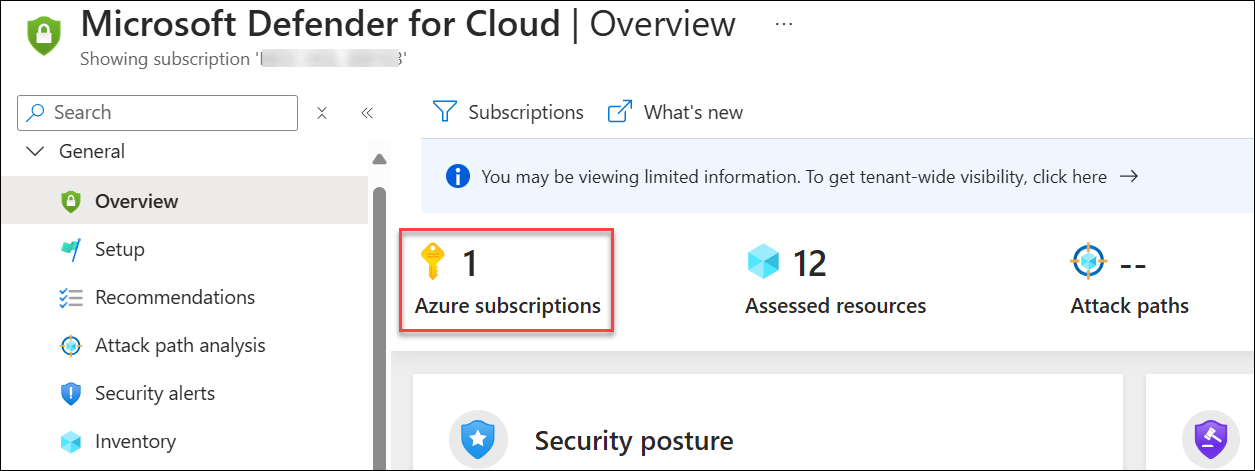 Microsoft Defender for Cloud | Overview ...
Showing subscription '
Search
Subscriptions
What's new
General
You may be viewing limited information. To get tenant-wide visibility, click here →
Overview
Setup
1
Azure subscriptions
12
Assessed resources
--
Attack paths
Recommendations
Attack path analysis
Security alerts
Inventory
Security posture